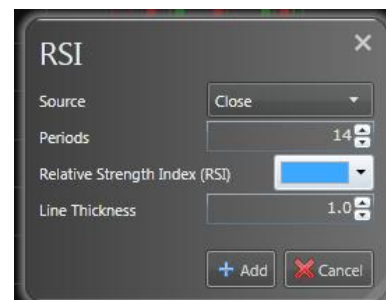 RSI
Source Close
Periods 14
Relative Strength Index (RSI)
Line Thickness 1.0
Add Cancel